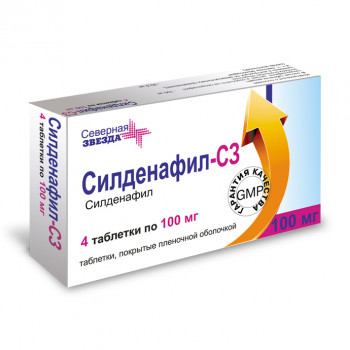 Северная
ЗВЕЗДА
Силденафил-СЗ
Силденафил
4 таблетки по 100 мг
таблетки, покрытые пленочной оболочкой
ГАРАНТИЯ КАЧЕСТВА
GMP
100 мг
Силденафил-СЗ
4 таблетки по 100 мг